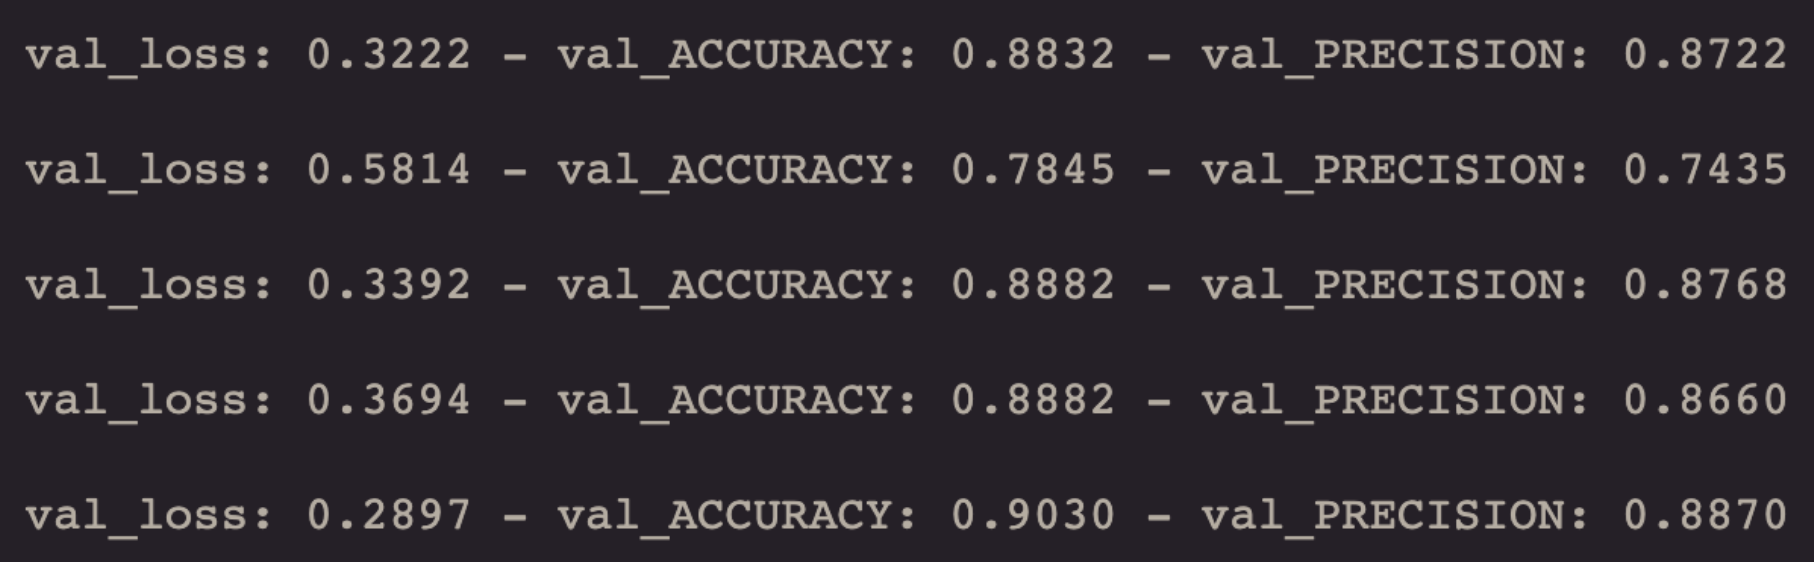 val_loss: 0.3222 - val_ACCURACY: 0.8832 - val_PRECISION: 0.8722
val_loss: 0.5814 - val_ACCURACY: 0.7845 - val_PRECISION: 0.7435
val_loss: 0.3392 - val_ACCURACY: 0.8882 - val_PRECISION: 0.8768
val_loss: 0.3694 - val_ACCURACY: 0.8882 - val_PRECISION: 0.8660
val_loss: 0.2897 - val_ACCURACY: 0.9030 - val_PRECISION: 0.8870